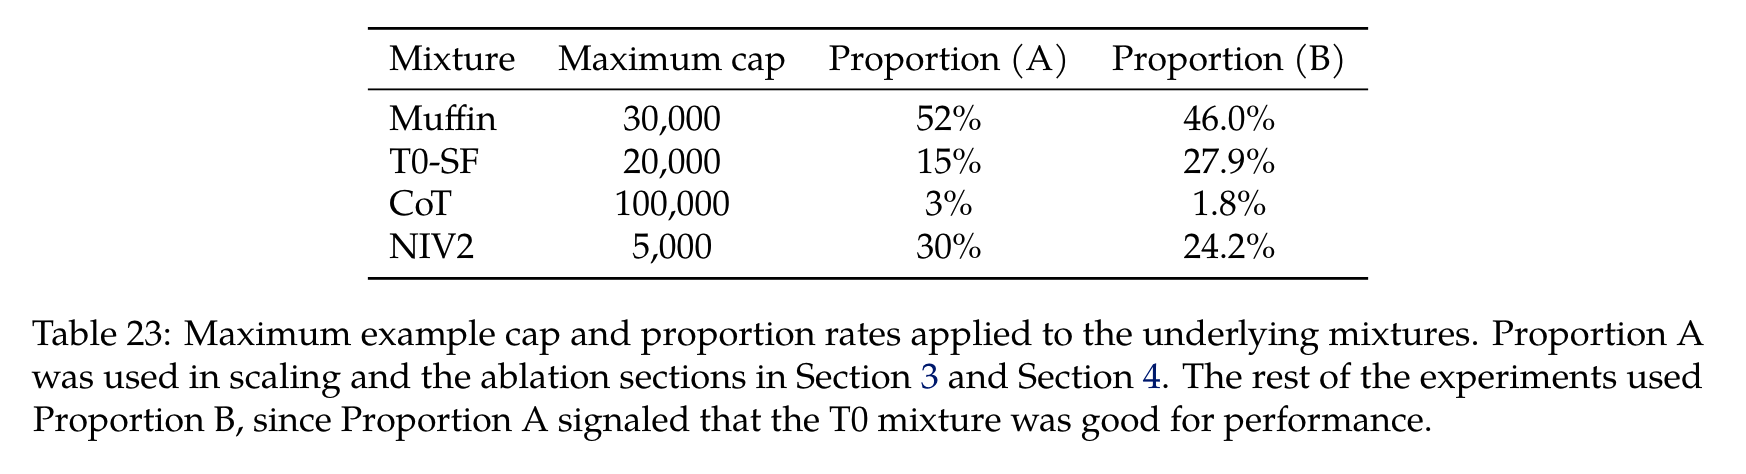 Mixture Maximum cap Proportion (A) Proportion (B)
Muffin 30,000 52% 46.0%
T0-SF 20,000 15% 27.9%
CoT 100,000 3% 1.8%
NIV2 5,000 30% 24.2%
Table 23: Maximum example cap and proportion rates applied to the underlying mixtures. Proportion A
was used in scaling and the ablation sections in Section 3 and Section 4. The rest of the experiments used
Proportion B, since Proportion A signaled that the T0 mixture was good for performance.